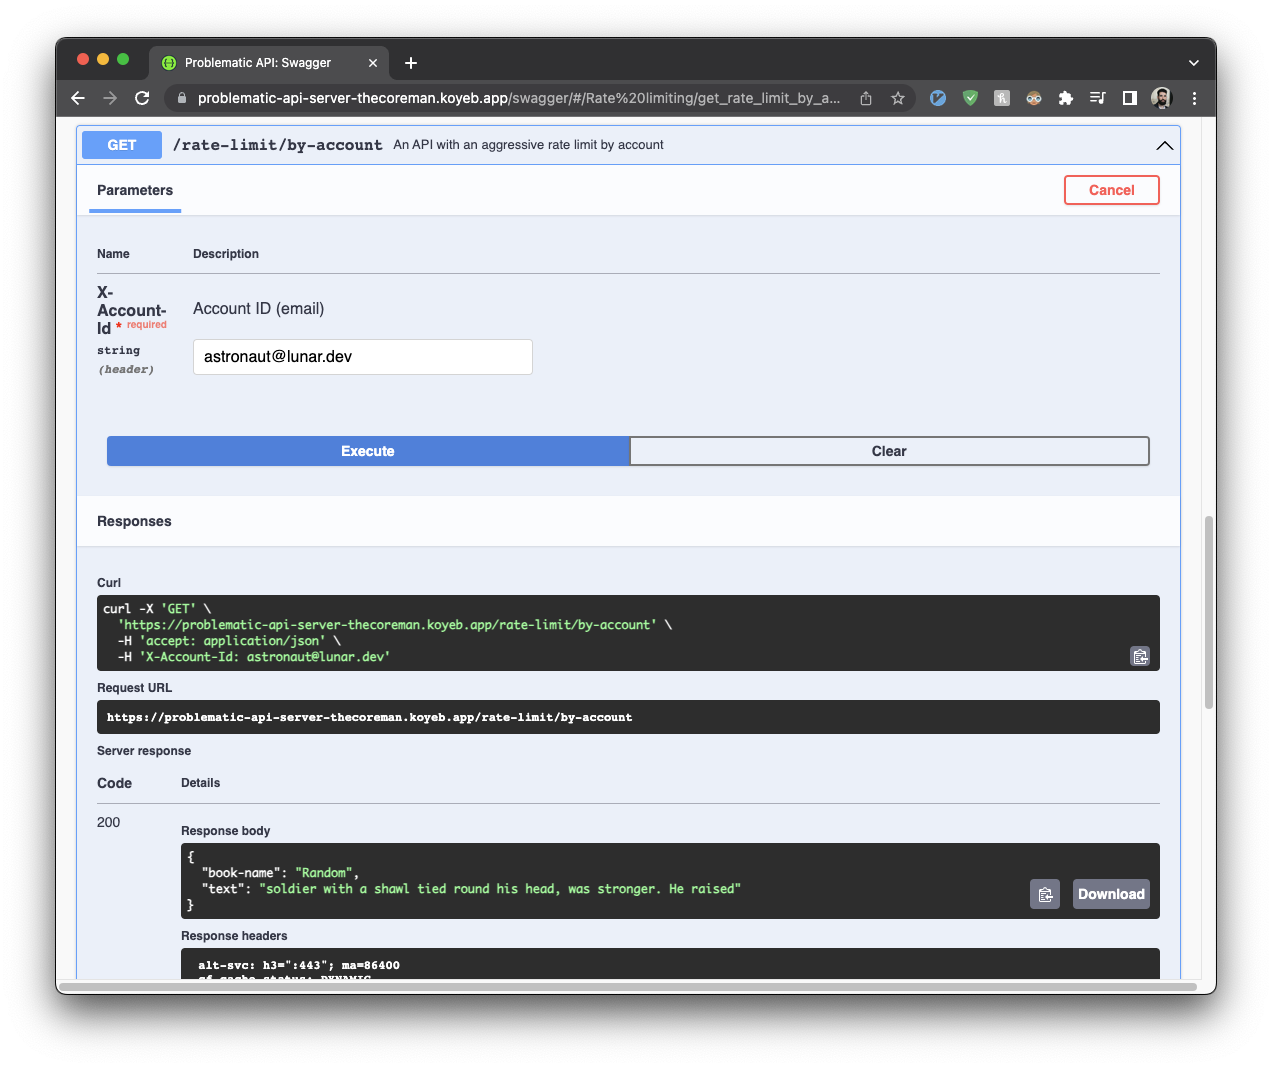 Problematic API: Swagger
problematic-api-server-thecoreman.koyeb.app/swagger/#/Rate%20limiting/get_rate_limit_by_a...
GET /rate-limit/by-account An API with an aggressive rate limit by account
Parameters
Cancel
Name Description
X-
Account-
Id * required
string
(header)
Account ID (email)
astronaut@lunar.dev
Execute Clear
Responses
Curl
curl -X 'GET' \
'https://problematic-api-server-thecoreman.koyeb.app/rate-limit/by-account' \
-H 'accept: application/json' \
-H 'X-Account-Id: astronaut@lunar.dev'
Request URL
https://problematic-api-server-thecoreman.koyeb.app/rate-limit/by-account
Server response
Code Details
200
Response body
{
"book-name": "Random",
"text": "soldier with a shawl tied round his head, was stronger. He raised"
}
Download
Response headers
alt-svc: h3=":443"; ma=86400
cf-cache-status: DYNAMIC